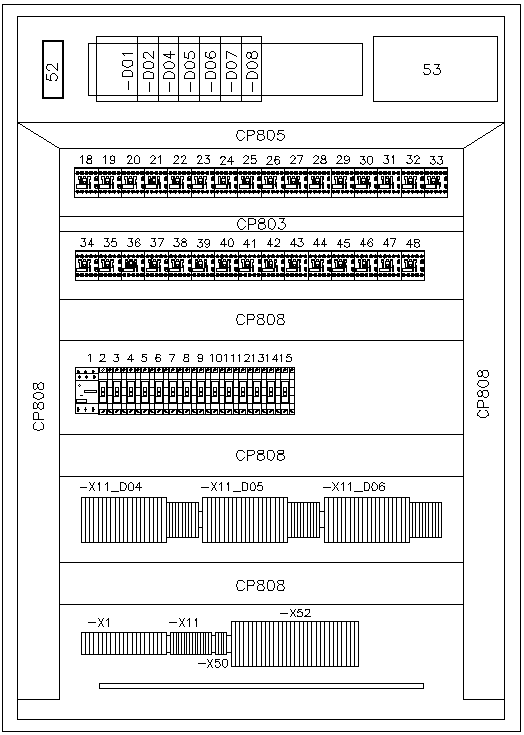 52
-D01 -D02 -D04 -D05 -D06 -D07 -D08
53
CP805
18 19 20 21 22 23 24 25 26 27 28 29 30 31 32 33
CP803
34 35 36 37 38 39 40 41 42 43 44 45 46 47 48
CP808
1 2 3 4 5 6 7 8 9 10 11 12 13 14 15
CP808
CP808
CP808
-X11_D04 -X11_D05 -X11_D06
CP808
-X1 -X11 -X52
-X50